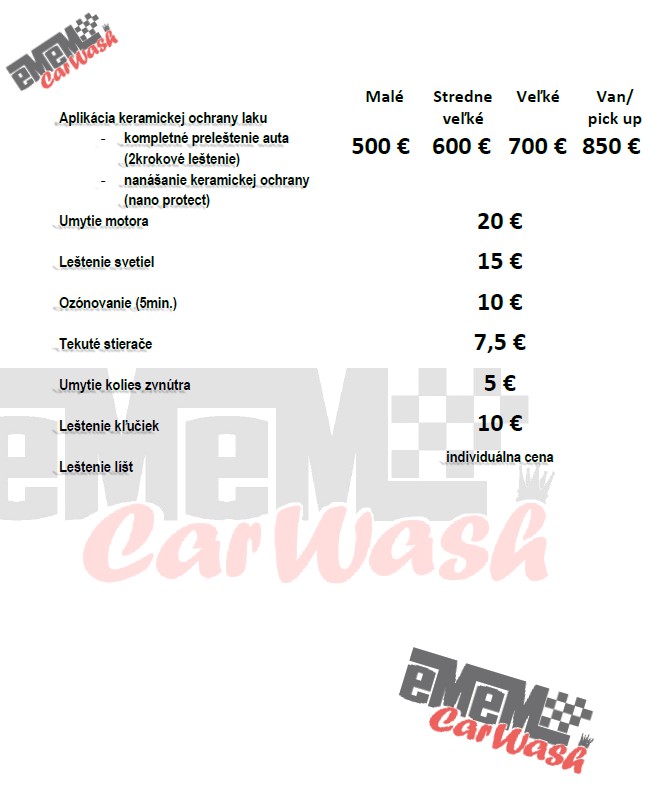 eMeM
CarWash
Malé Stredne Veľké Van/
veľké pick up
Aplikácia keramickej ochrany laku
- kompletné preleštenie auta
500 € 600 € 700 € 850 €
(2krokové leštenie)
- nanášanie keramickej ochrany
(nano protect)
Umytie motora 20 €
Leštenie svetiel 15 €
Ozónovanie (5min.) 10 €
Tekuté stierače 7,5 €
Umytie kolies zvnútra 5 €
Leštenie kľučiek 10 €
Leštenie líšt individuálna cena
eMeM
CarWash
eMeM
CarWash